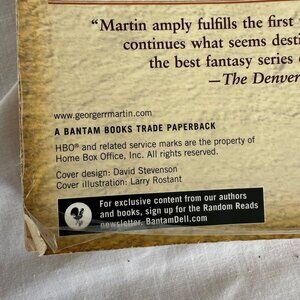 “Martin amply fulfills the first
continues what seems desti
the best fantasy series
—The Denver
www.georgerrmartin.com
A BANTAM BOOKS TRADE PAPERBACK
HBO® and related service marks are the property of
Home Box Office, Inc. All rights reserved.
Cover design: David Stevenson
Cover illustration: Larry Rostant
For exclusive content from our authors
and books, sign up for the Random Reads
newsletter. BantamDell.com